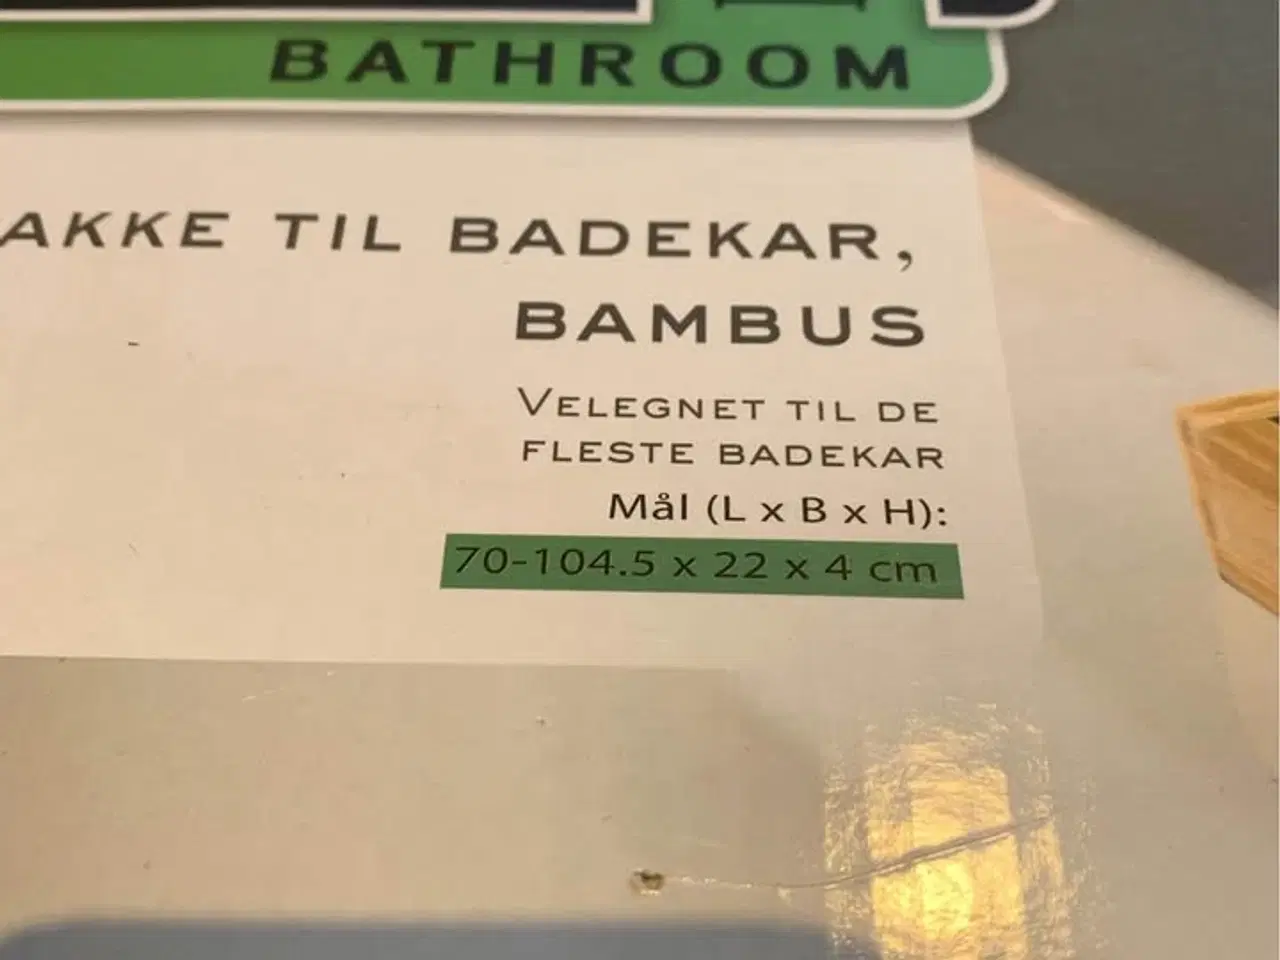 BATHROOM
AKKE TIL BADEKAR,
BAMBUS
VELEGNET TIL DE
FLESTE BADEKAR
Mål (L x B x H):
70-104.5 x 22 x 4 cm